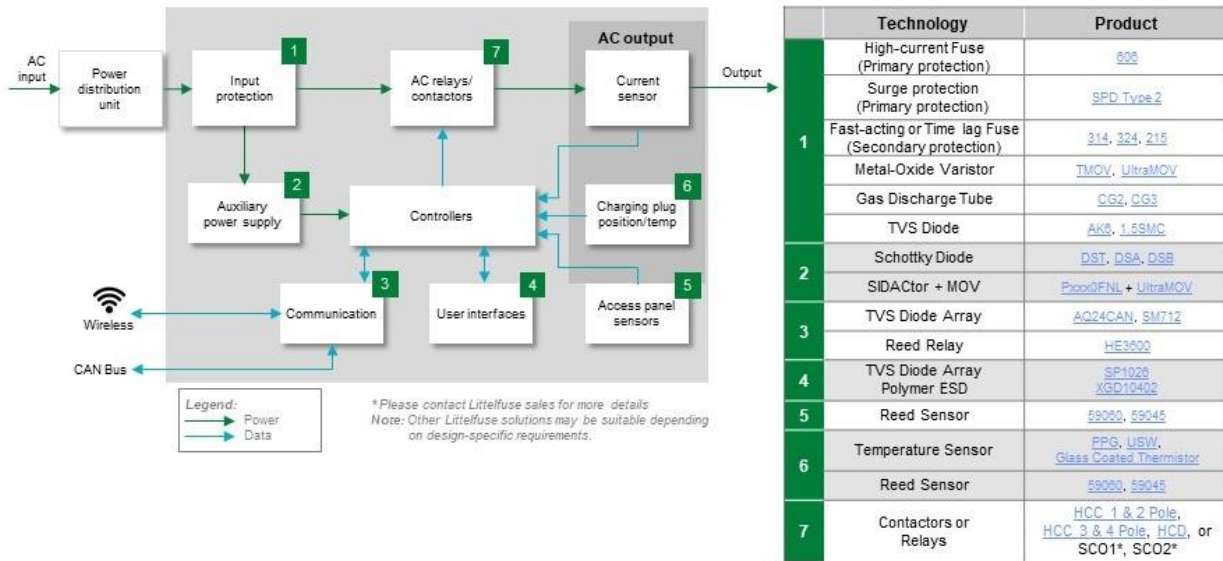 AC
input
Power
distribution
unit
1
Input
protection
7
AC relays/
contactors
AC output
Current
sensor
Output
2
Auxiliary
power supply
Controllers
6
Charging plug
position/temp
Wireless
CAN Bus
3
Communication
4
User interfaces
5
Access panel
sensors
Legend:
Power
Data
*Please contact Littelfuse sales for more details
Note: Other Littelfuse solutions may be suitable depending
on design-specific requirements.
Technology Product
1
High-current Fuse
(Primary protection)
606
Surge protection
(Primary protection)
SPD Type 2
Fast-acting or Time lag Fuse
(Secondary protection)
314, 324, 215
Metal-Oxide Varistor TMOV, UltraMOV
Gas Discharge Tube CG2, CG3
TVS Diode AK6, 1.5SMC
2
Schottky Diode DST, DSA, DSB
SIDACtor + MOV Pxxx0FNL + UltraMOV
3
TVS Diode Array AQ24CAN, SM712
Reed Relay HE3600
4
TVS Diode Array SP1026
Polymer ESD XGD10402
5
Reed Sensor 59060, 59045
6
Temperature Sensor
PPG, USW,
Glass Coated Thermistor
Reed Sensor 59060, 59045
7
Contactors or
Relays
HCC 1 & 2 Pole,
HCC 3 & 4 Pole, HCD, or
SCO1*, SCO2*